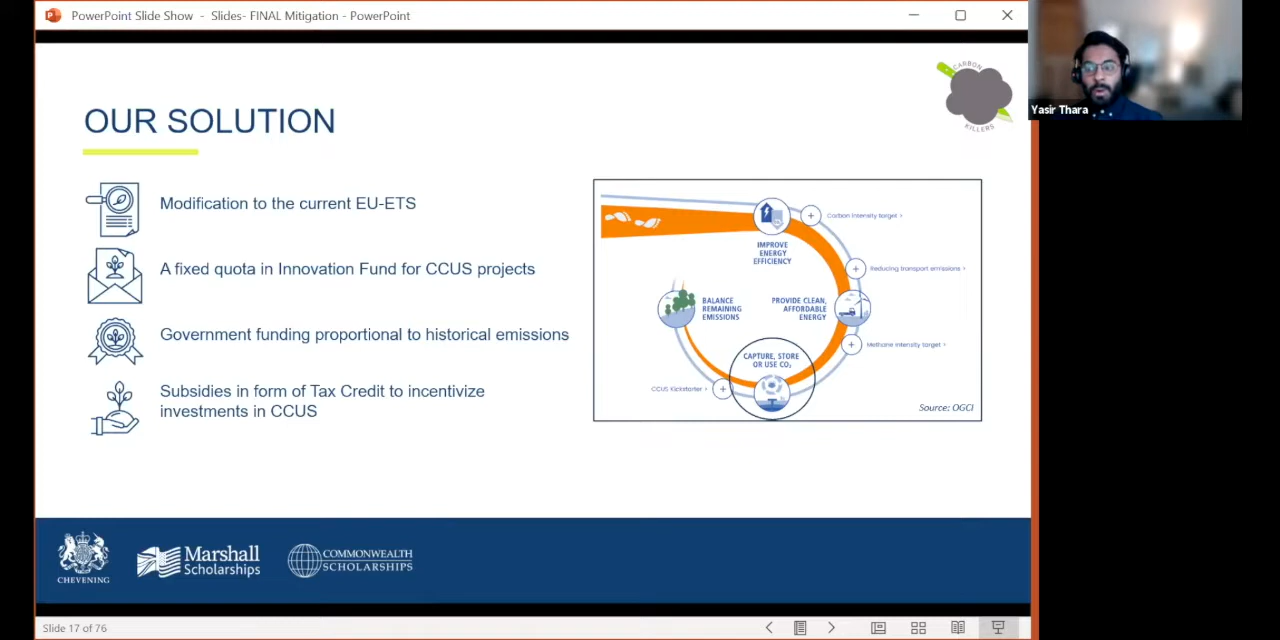 PowerPoint Slide Show - Slides- FINAL Mitigation - PowerPoint
CARBON
KILLERS
Yasir Thara
OUR SOLUTION
Modification to the current EU-ETS
A fixed quota in Innovation Fund for CCUS projects
Government funding proportional to historical emissions
Subsidies in form of Tax Credit to incentivize
investments in CCUS
Carbon intensity target >
IMPROVE
ENERGY
EFFICIENCY
Reducing transport emissions >
BALANCE
REMAINING
EMISSIONS
PROVIDE CLEAN,
AFFORDABLE
ENERGY
Methane intensity target >
CAPTURE, STORE
OR USE CO₂
CCUS Kickstarter >
Source: OGCI
CHEVENING
Marshall
Scholarships
COMMONWEALTH
SCHOLARSHIPS
Slide 17 of 76